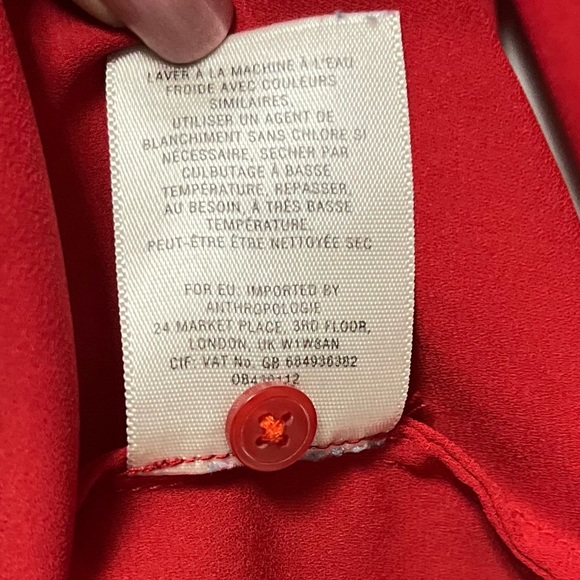 LAVER À LA MACHINE À L'EAU
FROIDE AVEC COULEURS
SIMILAIRES,
UTILISER UN AGENT DE
BLANCHIMENT SANS CHLORE SI
NÉCESSAIRE, SECHER PAR
CULBUTAGE À BASSE
TEMPÉRATURE, REPASSER,
AU BESOIN, À TRÈS BASSE
TEMPÉRATURE.
PEUT-ÊTRE ÊTRE NETTOYÉE SEC
FOR EU, IMPORTED BY
ANTHROPOLOGIE
24 MARKET PLACE, 3RD FLOOR,
LONDON, UK W1W8AN
CIF: VAT No. GB 684936382